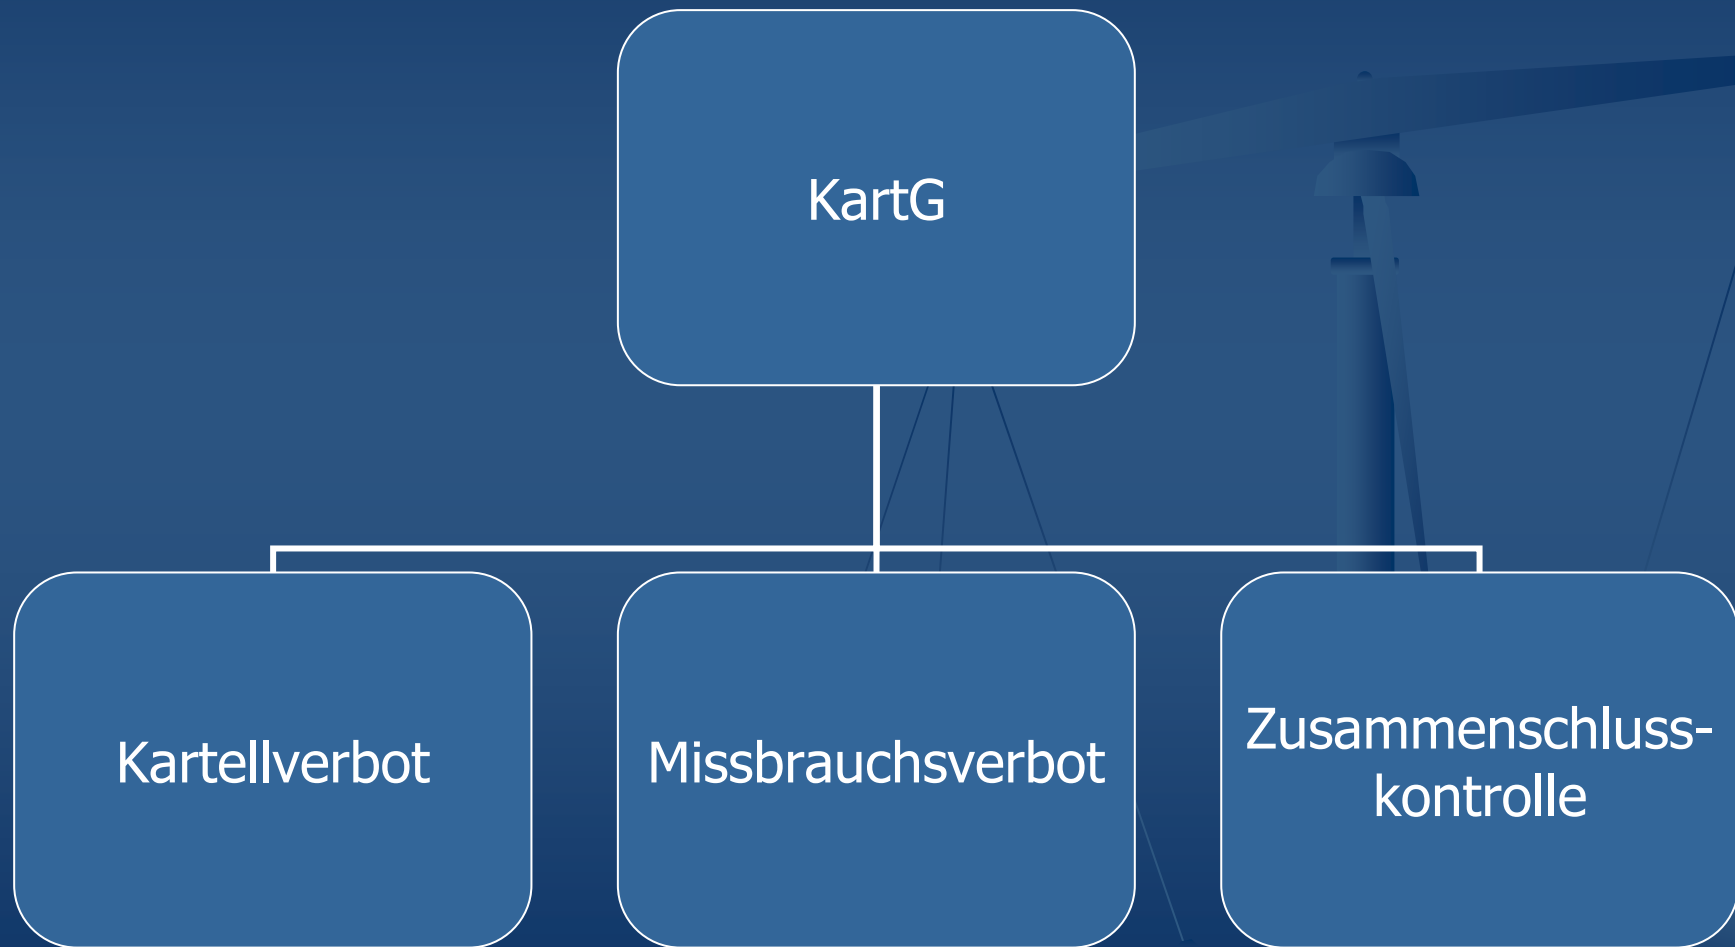 KartG
Kartellverbot
Missbrauchsverbot
Zusammenschluss-
kontrolle